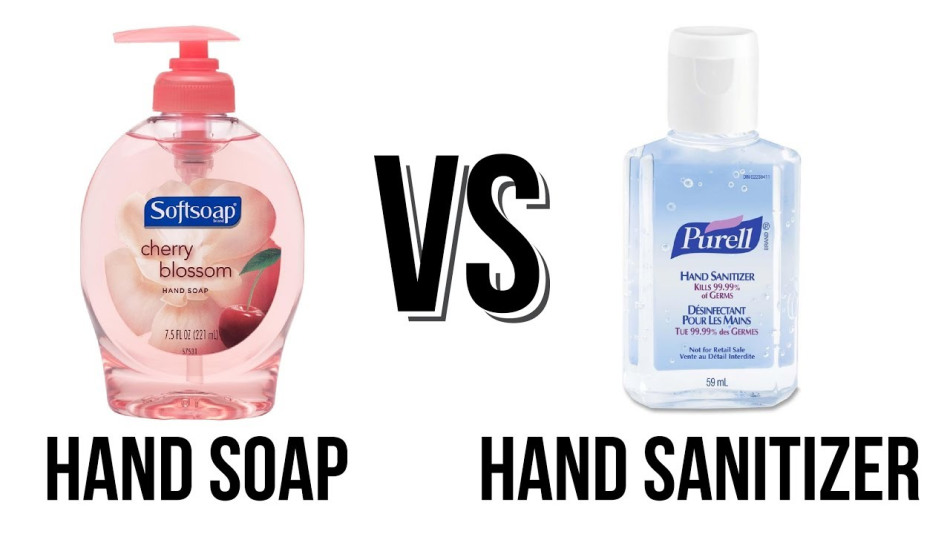 Softsoap
BRAND
cherry
blossom
HAND SOAP
7.5 FL OZ (221 mL)
VS
Purell
BRAND
HAND SANITIZER
KILLS 99.99%
of GERMS
DÉSINFECTANT
POUR LES MAINS
TUE 99.99% des GERMES
Not for Retail Sale
Vente au Détail Interdite
59 mL
HAND SOAP
HAND SANITIZER